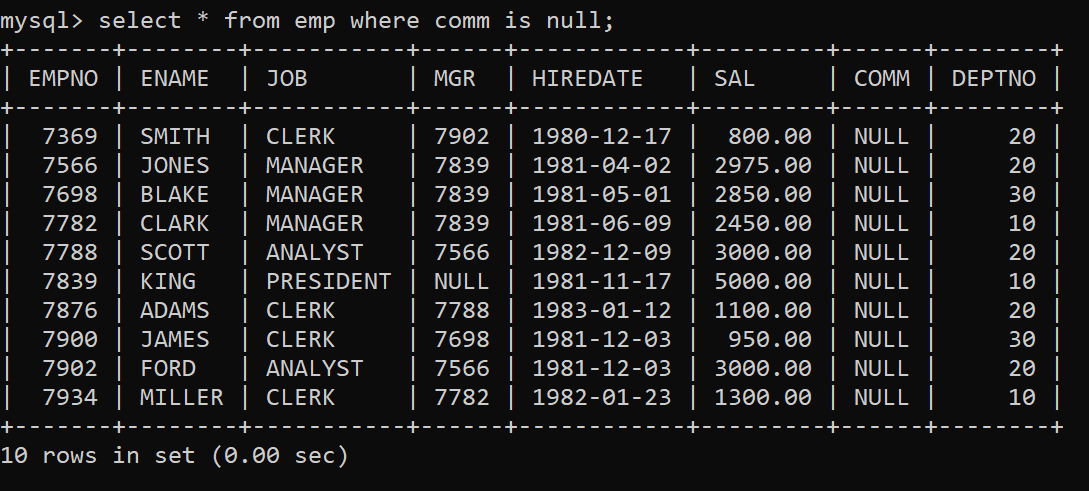 mysql> select * from emp where comm is null;
+-------+--------+-----------+------+------------+---------+------+--------+
| EMPNO | ENAME  | JOB       | MGR  | HIREDATE   | SAL     | COMM | DEPTNO |
+-------+--------+-----------+------+------------+---------+------+--------+
|  7369 | SMITH  | CLERK     | 7902 | 1980-12-17 |  800.00 | NULL |     20 |
|  7566 | JONES  | MANAGER   | 7839 | 1981-04-02 | 2975.00 | NULL |     20 |
|  7698 | BLAKE  | MANAGER   | 7839 | 1981-05-01 | 2850.00 | NULL |     30 |
|  7782 | CLARK  | MANAGER   | 7839 | 1981-06-09 | 2450.00 | NULL |     10 |
|  7788 | SCOTT  | ANALYST   | 7566 | 1982-12-09 | 3000.00 | NULL |     20 |
|  7839 | KING   | PRESIDENT | NULL | 1981-11-17 | 5000.00 | NULL |     10 |
|  7876 | ADAMS  | CLERK     | 7788 | 1983-01-12 | 1100.00 | NULL |     20 |
|  7900 | JAMES  | CLERK     | 7698 | 1981-12-03 |  950.00 | NULL |     30 |
|  7902 | FORD   | ANALYST   | 7566 | 1981-12-03 | 3000.00 | NULL |     20 |
|  7934 | MILLER | CLERK     | 7782 | 1982-01-23 | 1300.00 | NULL |     10 |
+-------+--------+-----------+------+------------+---------+------+--------+
10 rows in set (0.00 sec)